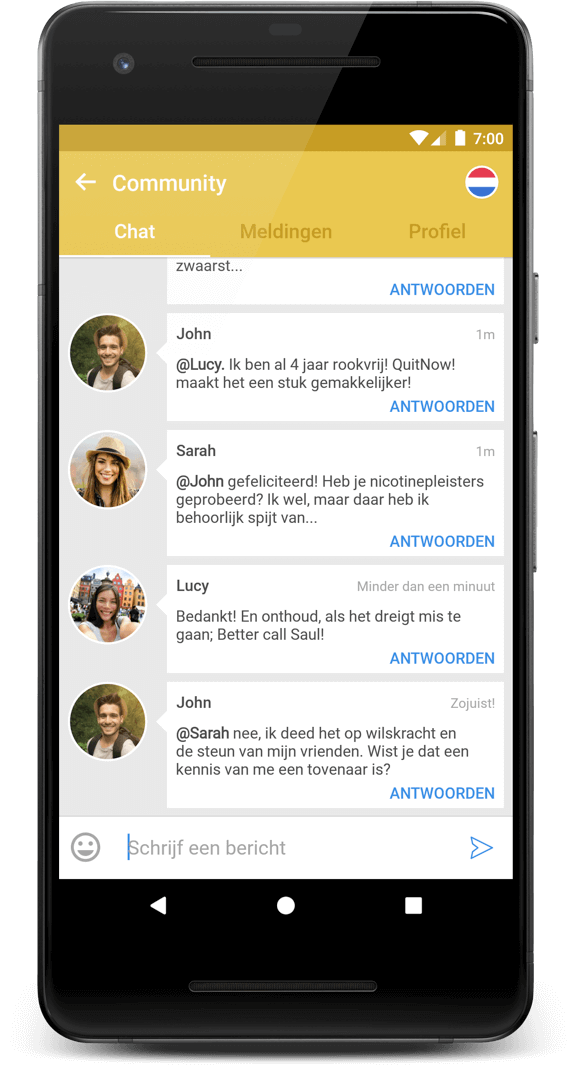 7:00
Community
Chat Meldingen Profiel
zwaarst...
ANTWOORDEN
John 1m
@Lucy. Ik ben al 4 jaar rookvrij! QuitNow!
maakt het een stuk gemakkelijker!
ANTWOORDEN
Sarah 1m
@John gefeliciteerd! Heb je nicotinepleisters
geprobeerd? Ik wel, maar daar heb ik
behoorlijk spijt van...
ANTWOORDEN
Lucy Minder dan een minuut
Bedankt! En onthoud, als het dreigt mis te
gaan; Better call Saul!
ANTWOORDEN
John Zojuist!
@Sarah nee, ik deed het op wilskracht en
de steun van mijn vrienden. Wist je dat een
kennis van me een tovenaar is?
ANTWOORDEN
Schrijf een bericht